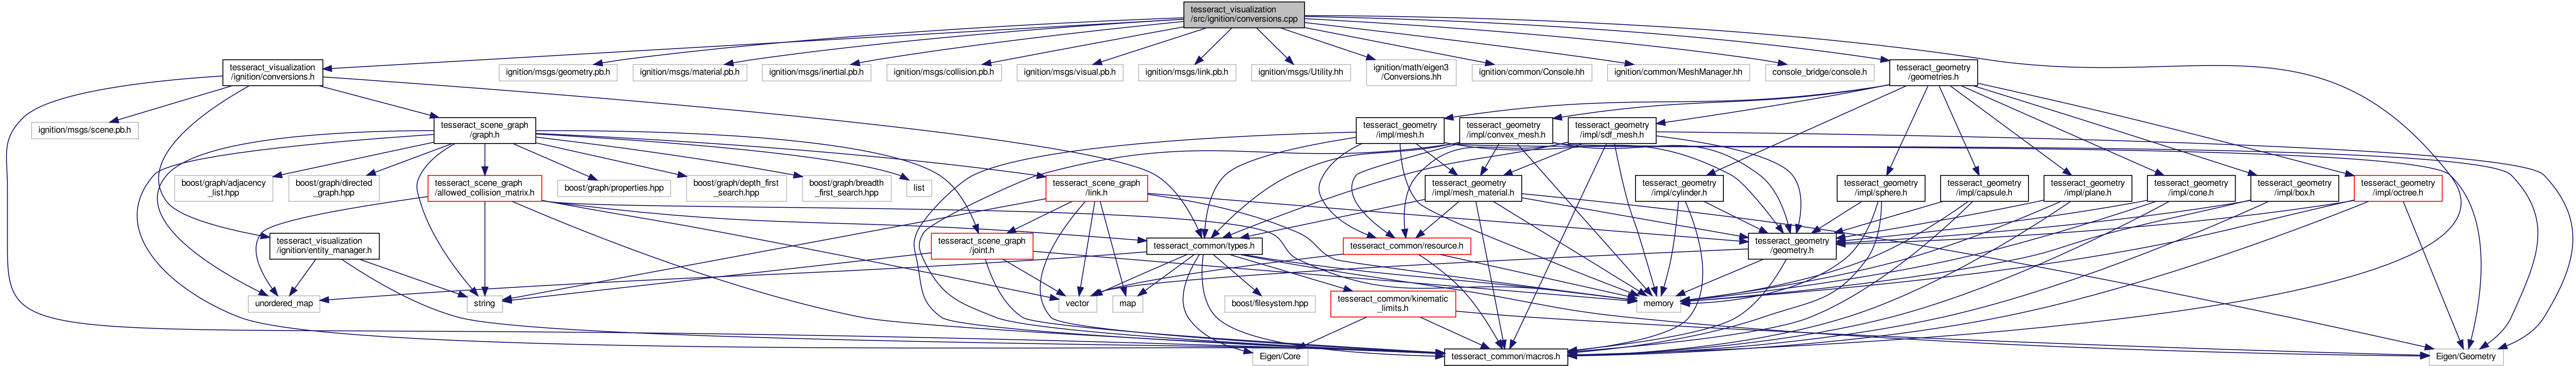 tesseract_visualization
/src/ignition/conversions.cpp
tesseract_visualization
/ignition/conversions.h
ignition/msgs/geometry.pb.h
ignition/msgs/material.pb.h
ignition/msgs/inertial.pb.h
ignition/msgs/collision.pb.h
ignition/msgs/visual.pb.h
ignition/msgs/link.pb.h
ignition/msgs/Utility.hh
ignition/math/eigen3
/Conversions.hh
ignition/common/Console.hh
ignition/common/MeshManager.hh
console_bridge/console.h
tesseract_geometry
/geometries.h
ignition/msgs/scene.pb.h
tesseract_scene_graph
/graph.h
tesseract_geometry
/impl/mesh.h
tesseract_geometry
/impl/convex_mesh.h
tesseract_geometry
/impl/sdf_mesh.h
boost/graph/adjacency
_list.hpp
boost/graph/directed
_graph.hpp
tesseract_scene_graph
/allowed_collision_matrix.h
boost/graph/properties.hpp
boost/graph/depth_first
_search.hpp
boost/graph/breadth
_first_search.hpp
list
tesseract_scene_graph
/link.h
tesseract_geometry
/impl/mesh_material.h
tesseract_geometry
/impl/cylinder.h
tesseract_geometry
/impl/sphere.h
tesseract_geometry
/impl/capsule.h
tesseract_geometry
/impl/plane.h
tesseract_geometry
/impl/cone.h
tesseract_geometry
/impl/box.h
tesseract_geometry
/impl/octree.h
tesseract_visualization
/ignition/entity_manager.h
tesseract_scene_graph
/joint.h
tesseract_common/types.h
tesseract_common/resource.h
tesseract_geometry
/geometry.h
unordered_map
string
vector
map
boost/filesystem.hpp
tesseract_common/kinematic
_limits.h
memory
Eigen/Core
tesseract_common/macros.h
Eigen/Geometry